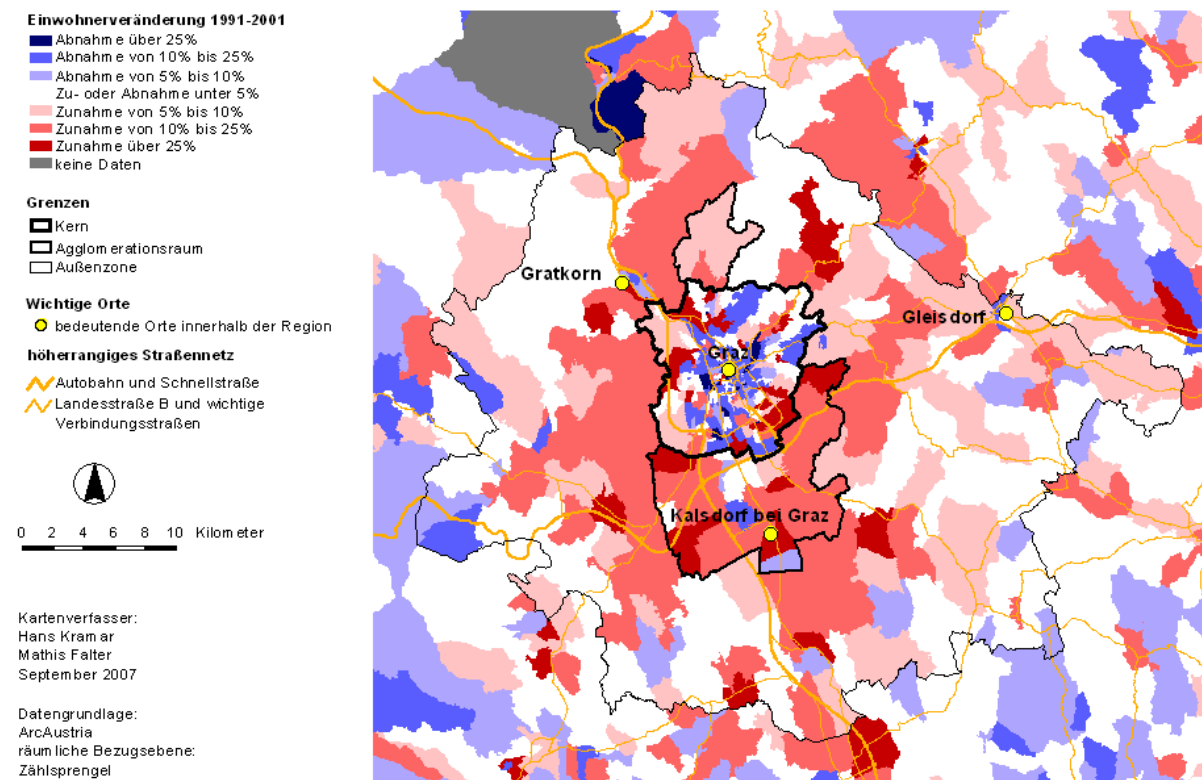 Einwohnerveränderung 1991-2001
Abnahme über 25%
Abnahme von 10% bis 25%
Abnahme von 5% bis 10%
Zu- oder Abnahme unter 5%
Zunahme von 5% bis 10%
Zunahme von 10% bis 25%
Zunahme über 25%
keine Daten
Grenzen
Kern
Agglomerationsraum
Außenzone
Wichtige Orte
bedeutende Orte innerhalb der Region
höherrangiges Straßennetz
Autobahn und Schnellstraße
Landesstraße B und wichtige
Verbindungsstraßen
0 2 4 6 8 10 Kilometer
Kartenverfasser:
Hans Kramar
Mathis Falter
September 2007
Datengrundlage:
ArcAustria
räumliche Bezugsebene:
Zählsprengel
Gratkorn
Gleisdorf
Graz
Kalsdorf bei Graz